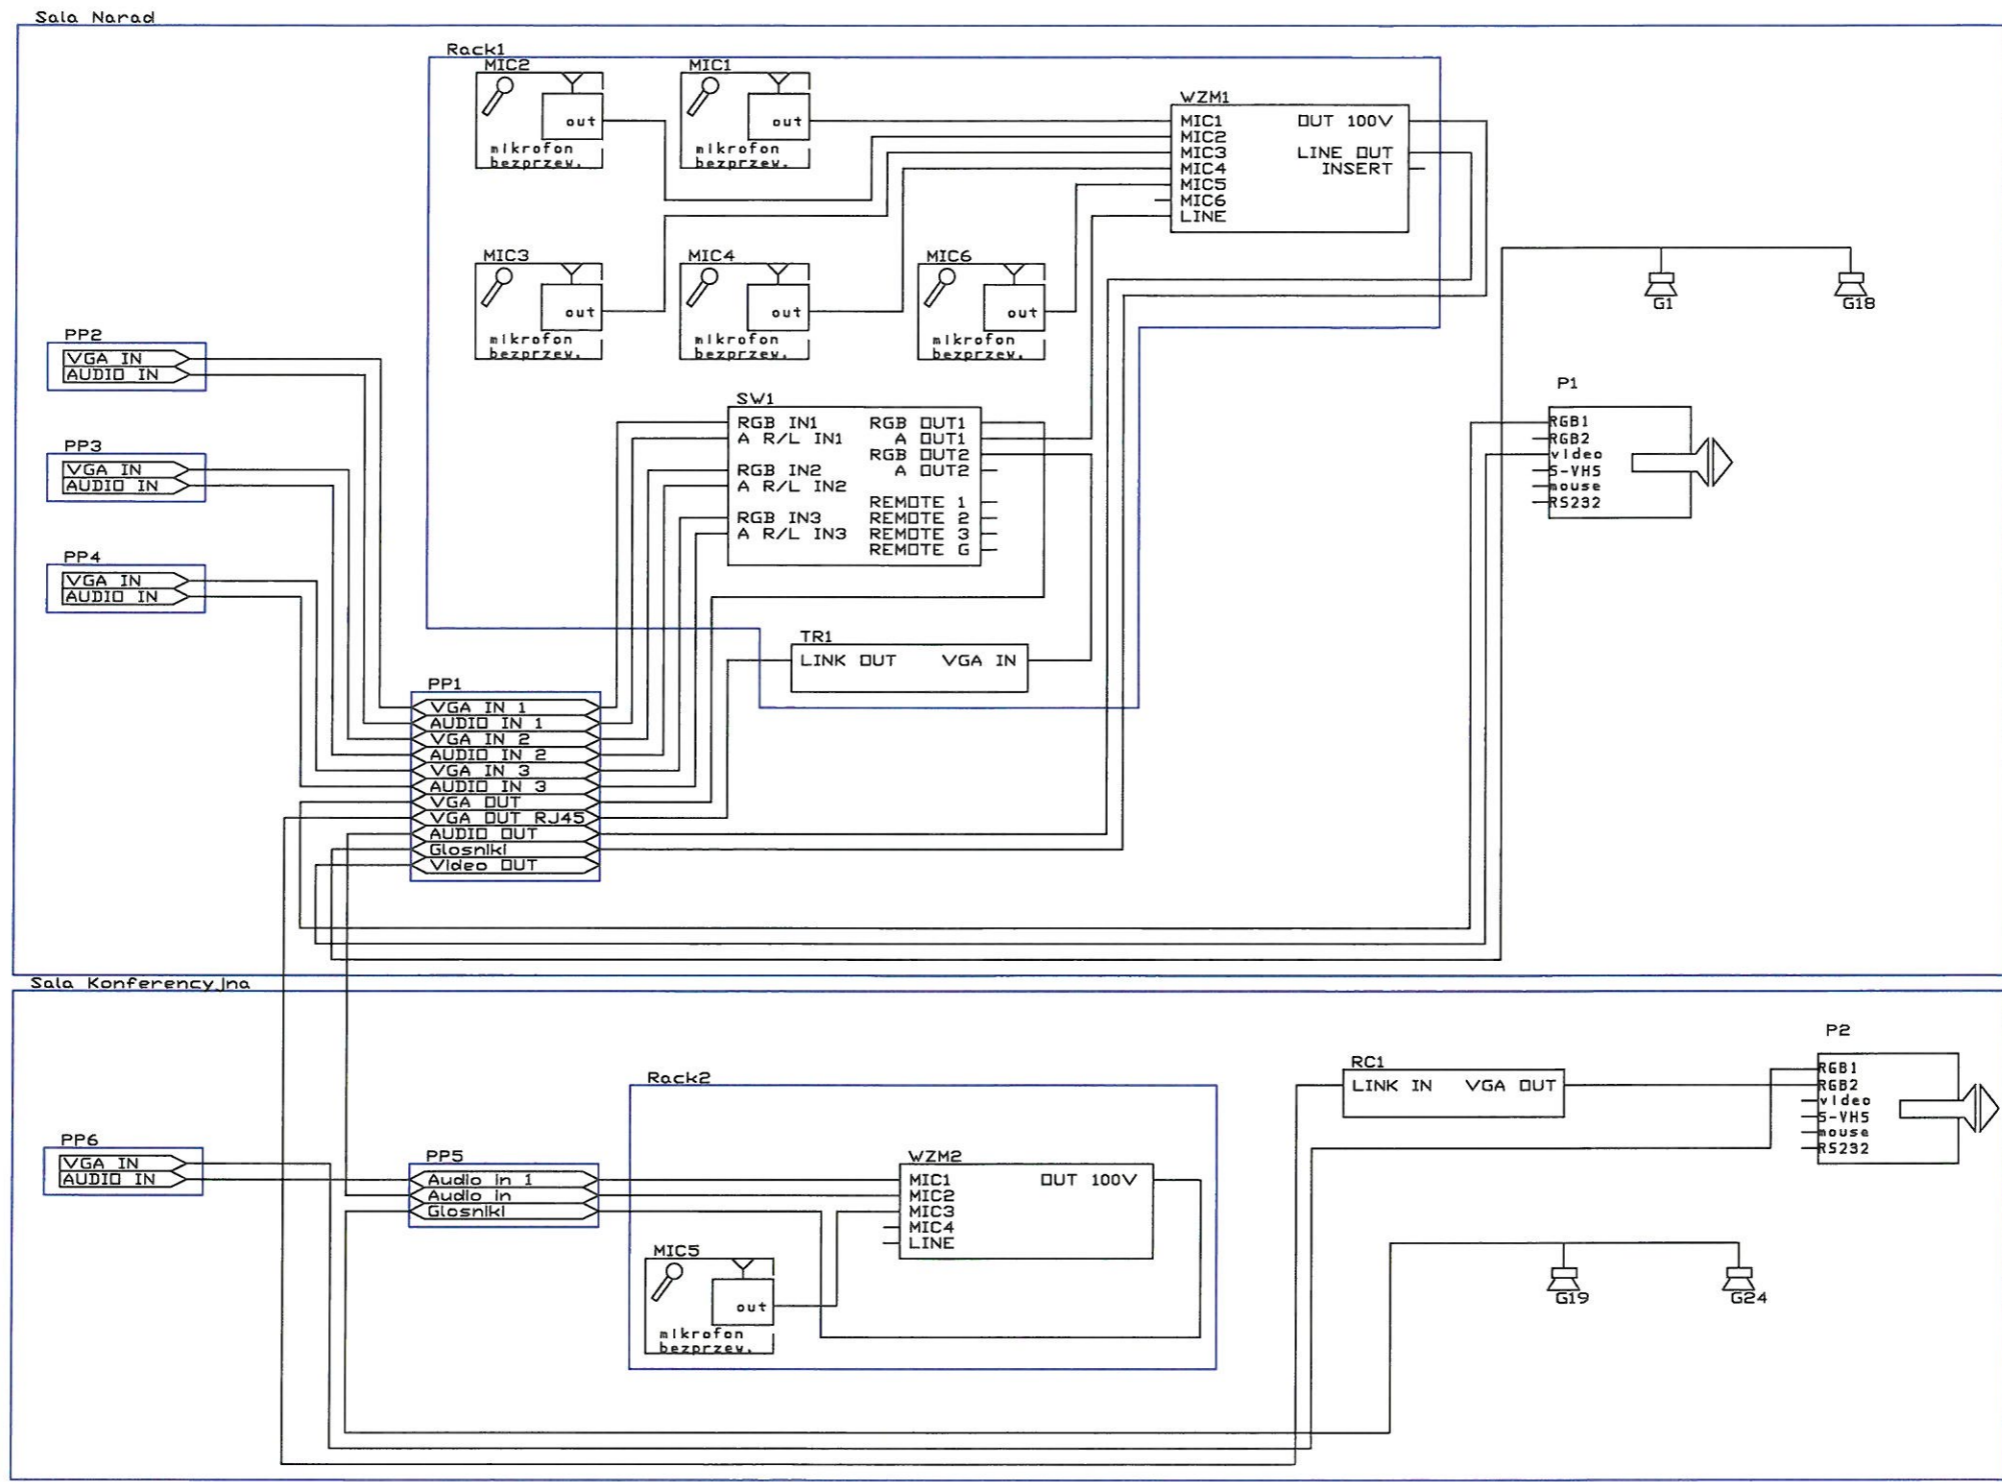 Sala Narad
Rack1
MIC2
out
mikrofon
bezprzew.
MIC1
out
mikrofon
bezprzew.
WZM1
MIC1 OUT 100V
MIC2
MIC3 LINE OUT
MIC4 INSERT
MIC5
MIC6
LINE
MIC3
out
mikrofon
bezprzew.
MIC4
out
mikrofon
bezprzew.
MIC6
out
mikrofon
bezprzew.
G1
G18
PP2
VGA IN
AUDIO IN
PP3
VGA IN
AUDIO IN
PP4
VGA IN
AUDIO IN
SW1
RGB IN1 RGB OUT1
A R/L IN1 A OUT1
RGB OUT2
RGB IN2 A OUT2
A R/L IN2
REMOTE 1
RGB IN3 REMOTE 2
A R/L IN3 REMOTE 3
REMOTE G
P1
RGB1
RGB2
video
S-VHS
mouse
RS232
TR1
LINK OUT VGA IN
PP1
VGA IN 1
AUDIO IN 1
VGA IN 2
AUDIO IN 2
VGA IN 3
AUDIO IN 3
VGA OUT
VGA OUT RJ45
AUDIO OUT
Glosniki
Video OUT
Sala Konferencyjna
P2
RGB1
RGB2
video
S-VHS
mouse
RS232
RC1
LINK IN VGA OUT
Rack2
PP6
VGA IN
AUDIO IN
PP5
Audio in 1
Audio in
Glosniki
WZM2
MIC1 OUT 100V
MIC2
MIC3
MIC4
LINE
MIC5
out
mikrofon
bezprzew.
G19
G24